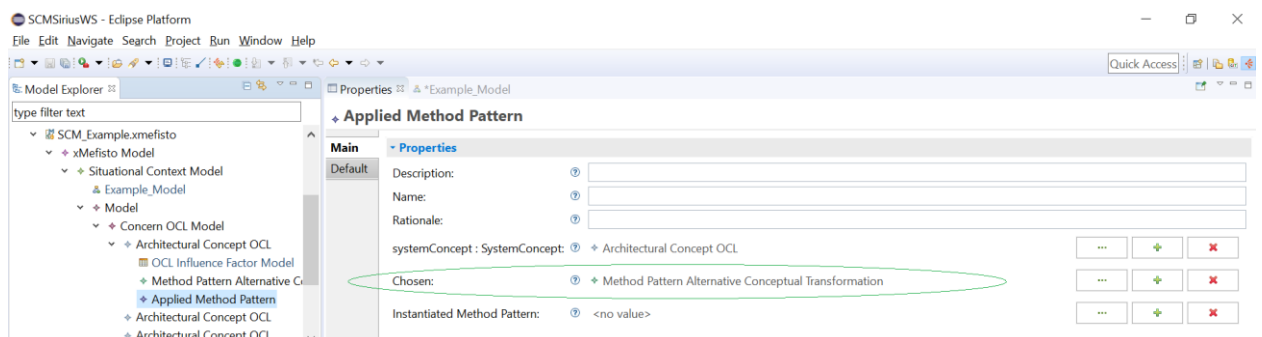 SCMSiriusWS - Eclipse Platform
File Edit Navigate Search Project Run Window Help
Quick Access
Model Explorer
type filter text
SCM_Example.xmefisto
xMefisto Model
Situational Context Model
Example_Model
Model
Concern OCL Model
Architectural Concept OCL
OCL Influence Factor Model
Method Pattern Alternative Co
Applied Method Pattern
Architectural Concept OCL
Architectural Concept OCL
Properties *Example_Model
Applied Method Pattern
Main
Default
Properties
Description:
Name:
Rationale:
systemConcept : SystemConcept: Architectural Concept OCL ...
Chosen: Method Pattern Alternative Conceptual Transformation ...
Instantiated Method Pattern: <no value> ...